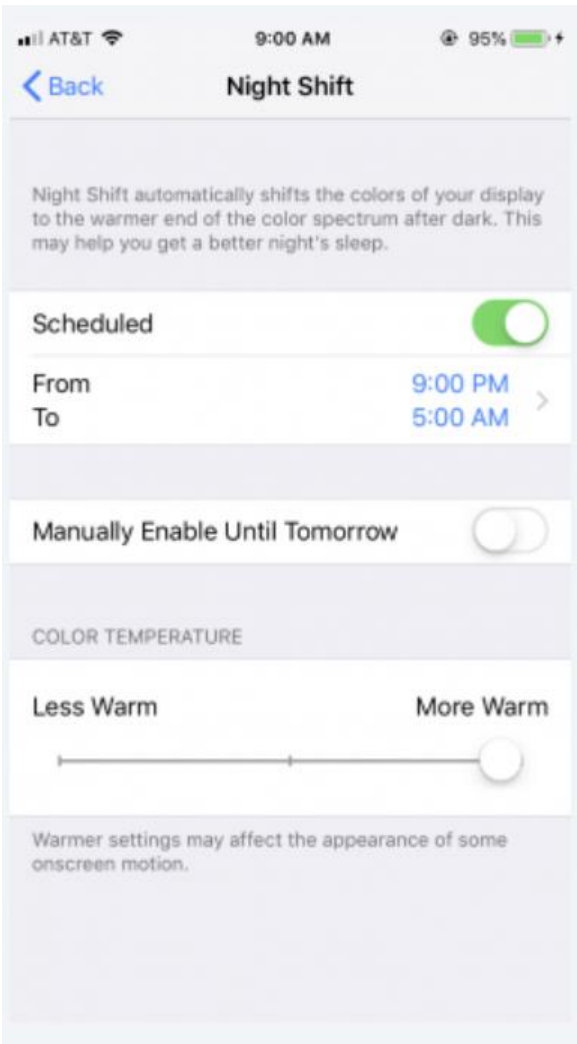 AT&T 9:00 AM 95%
Back Night Shift
Night Shift automatically shifts the colors of your display
to the warmer end of the color spectrum after dark. This
may help you get a better night's sleep.
Scheduled
From 9:00 PM
To 5:00 AM
Manually Enable Until Tomorrow
COLOR TEMPERATURE
Less Warm More Warm
Warmer settings may affect the appearance of some
onscreen motion.